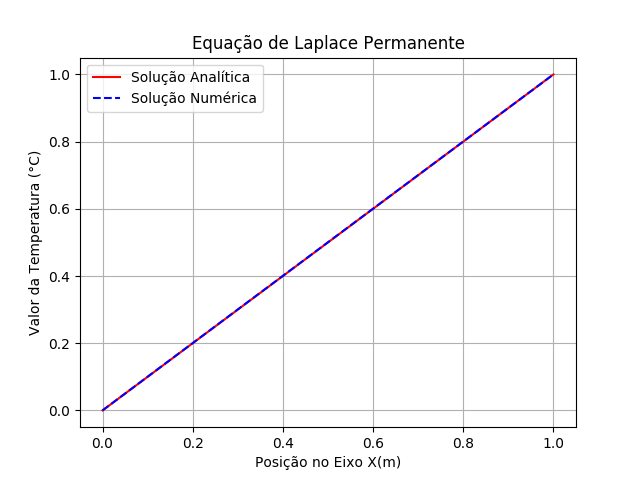 Equação de Laplace Permanente
Solução Analítica
Solução Numérica
Valor da Temperatura (°C)
1.0
0.8
0.6
0.4
0.2
0.0
0.0 0.2 0.4 0.6 0.8 1.0
Posição no Eixo X(m)